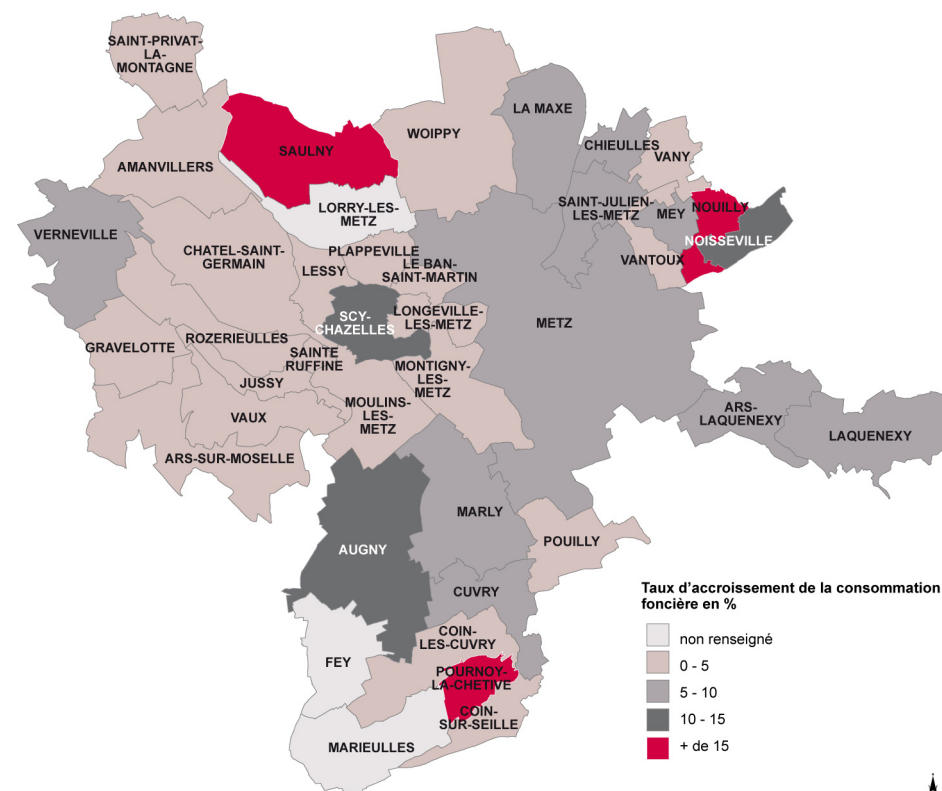 SAINT-PRIVAT-
LA-
MONTAGNE
LA MAXE
WOIPPY
CHIEULLES
VANY
SAULNY
AMANVILLERS
LORRY-LES-
METZ
SAINT-JULIEN-
LES-METZ
MEY
NOUILLY
VERNEVILLE
NOISSEVILLE
CHATEL-SAINT-
GERMAIN
PLAPPEVILLE
LESSY
LE BAN-
SAINT-MARTIN
VANTOUX
SCY-
CHAZELLES
LONGEVILLE-
LES-METZ
METZ
GRAVELOTTE
ROZERIEULLES
SAINTE
RUFFINE
JUSSY
MONTIGNY-
LES-
METZ
MOULINS-
LES-
METZ
VAUX
ARS-
LAQUENEXY
LAQUENEXY
ARS-SUR-MOSELLE
MARLY
POUILLY
AUGNY
CUVRY
COIN-
LES-CUVRY
FEY
POURNOY-
LA-CHETIVE
COIN-
SUR-SEILLE
MARIEULLES
Taux d'accroissement de la consommation
foncière en %
non renseigné
0 - 5
5 - 10
10 - 15
+ de 15